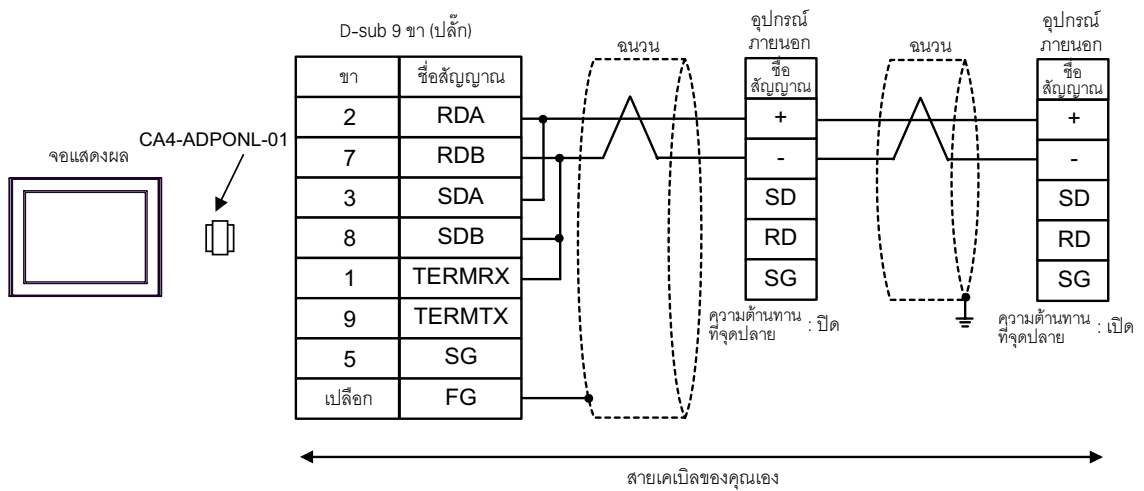 D-sub 9 ขา (ปลั๊ก)
ขา ชื่อสัญญาณ
2 RDA
7 RDB
3 SDA
8 SDB
1 TERMRX
9 TERMTX
5 SG
เปลือก FG
จอแสดงผล
CA4-ADPONL-01
ฉนวน
อุปกรณ์
ภายนอก
ชื่อ
สัญญาณ
+
-
SD
RD
SG
ความต้านทาน
ที่จุดปลาย : ปิด
ฉนวน
อุปกรณ์
ภายนอก
ชื่อ
สัญญาณ
+
-
SD
RD
SG
ความต้านทาน
ที่จุดปลาย : เปิด
สายเคเบิลของคุณเอง